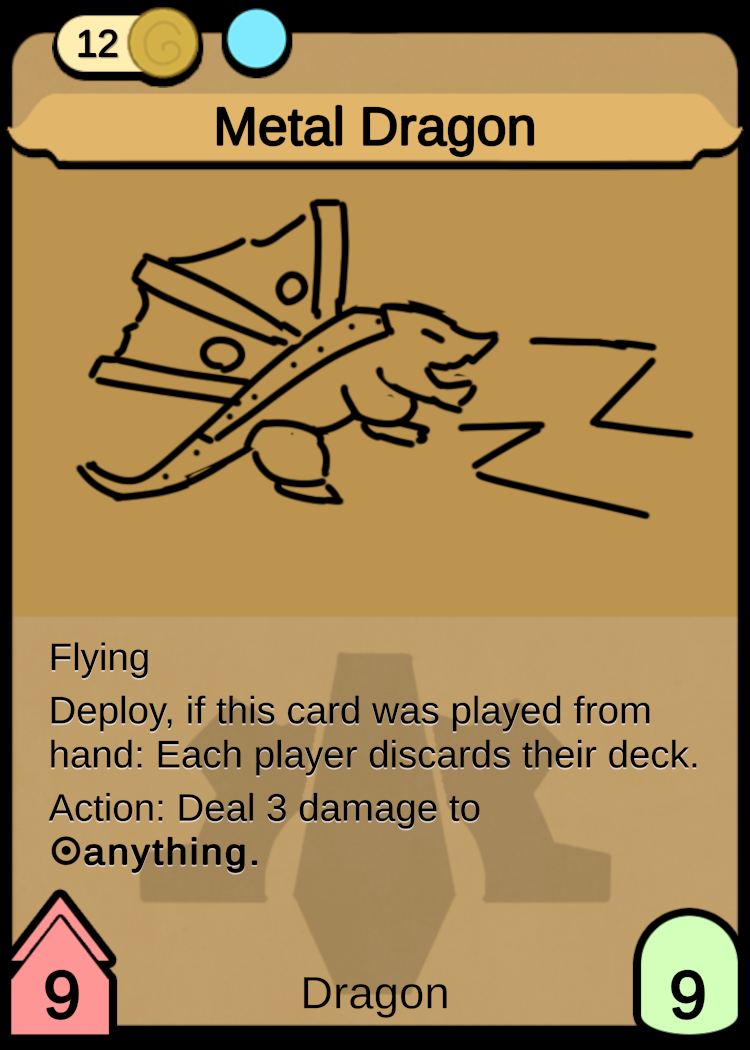 12
Metal Dragon
Flying
Deploy, if this card was played from
hand: Each player discards their deck.
Action: Deal 3 damage to
⊙anything.
9
Dragon
9